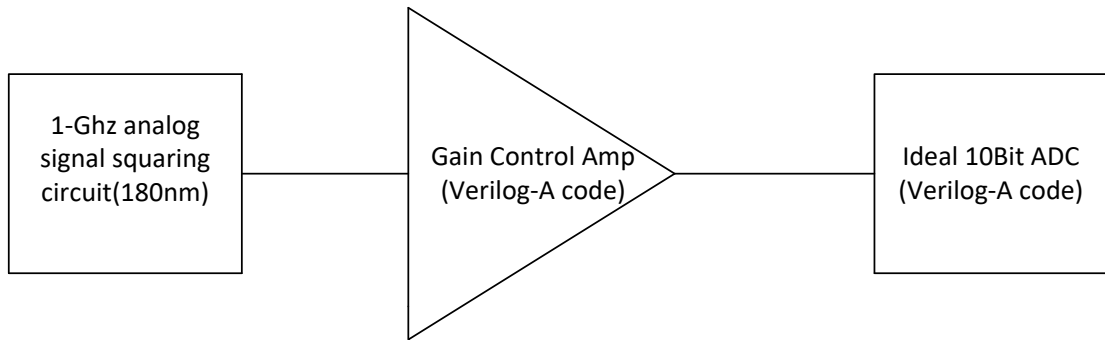 1-Ghz analog
signal squaring
circuit(180nm)
Gain Control Amp
(Verilog-A code)
Ideal 10Bit ADC
(Verilog-A code)